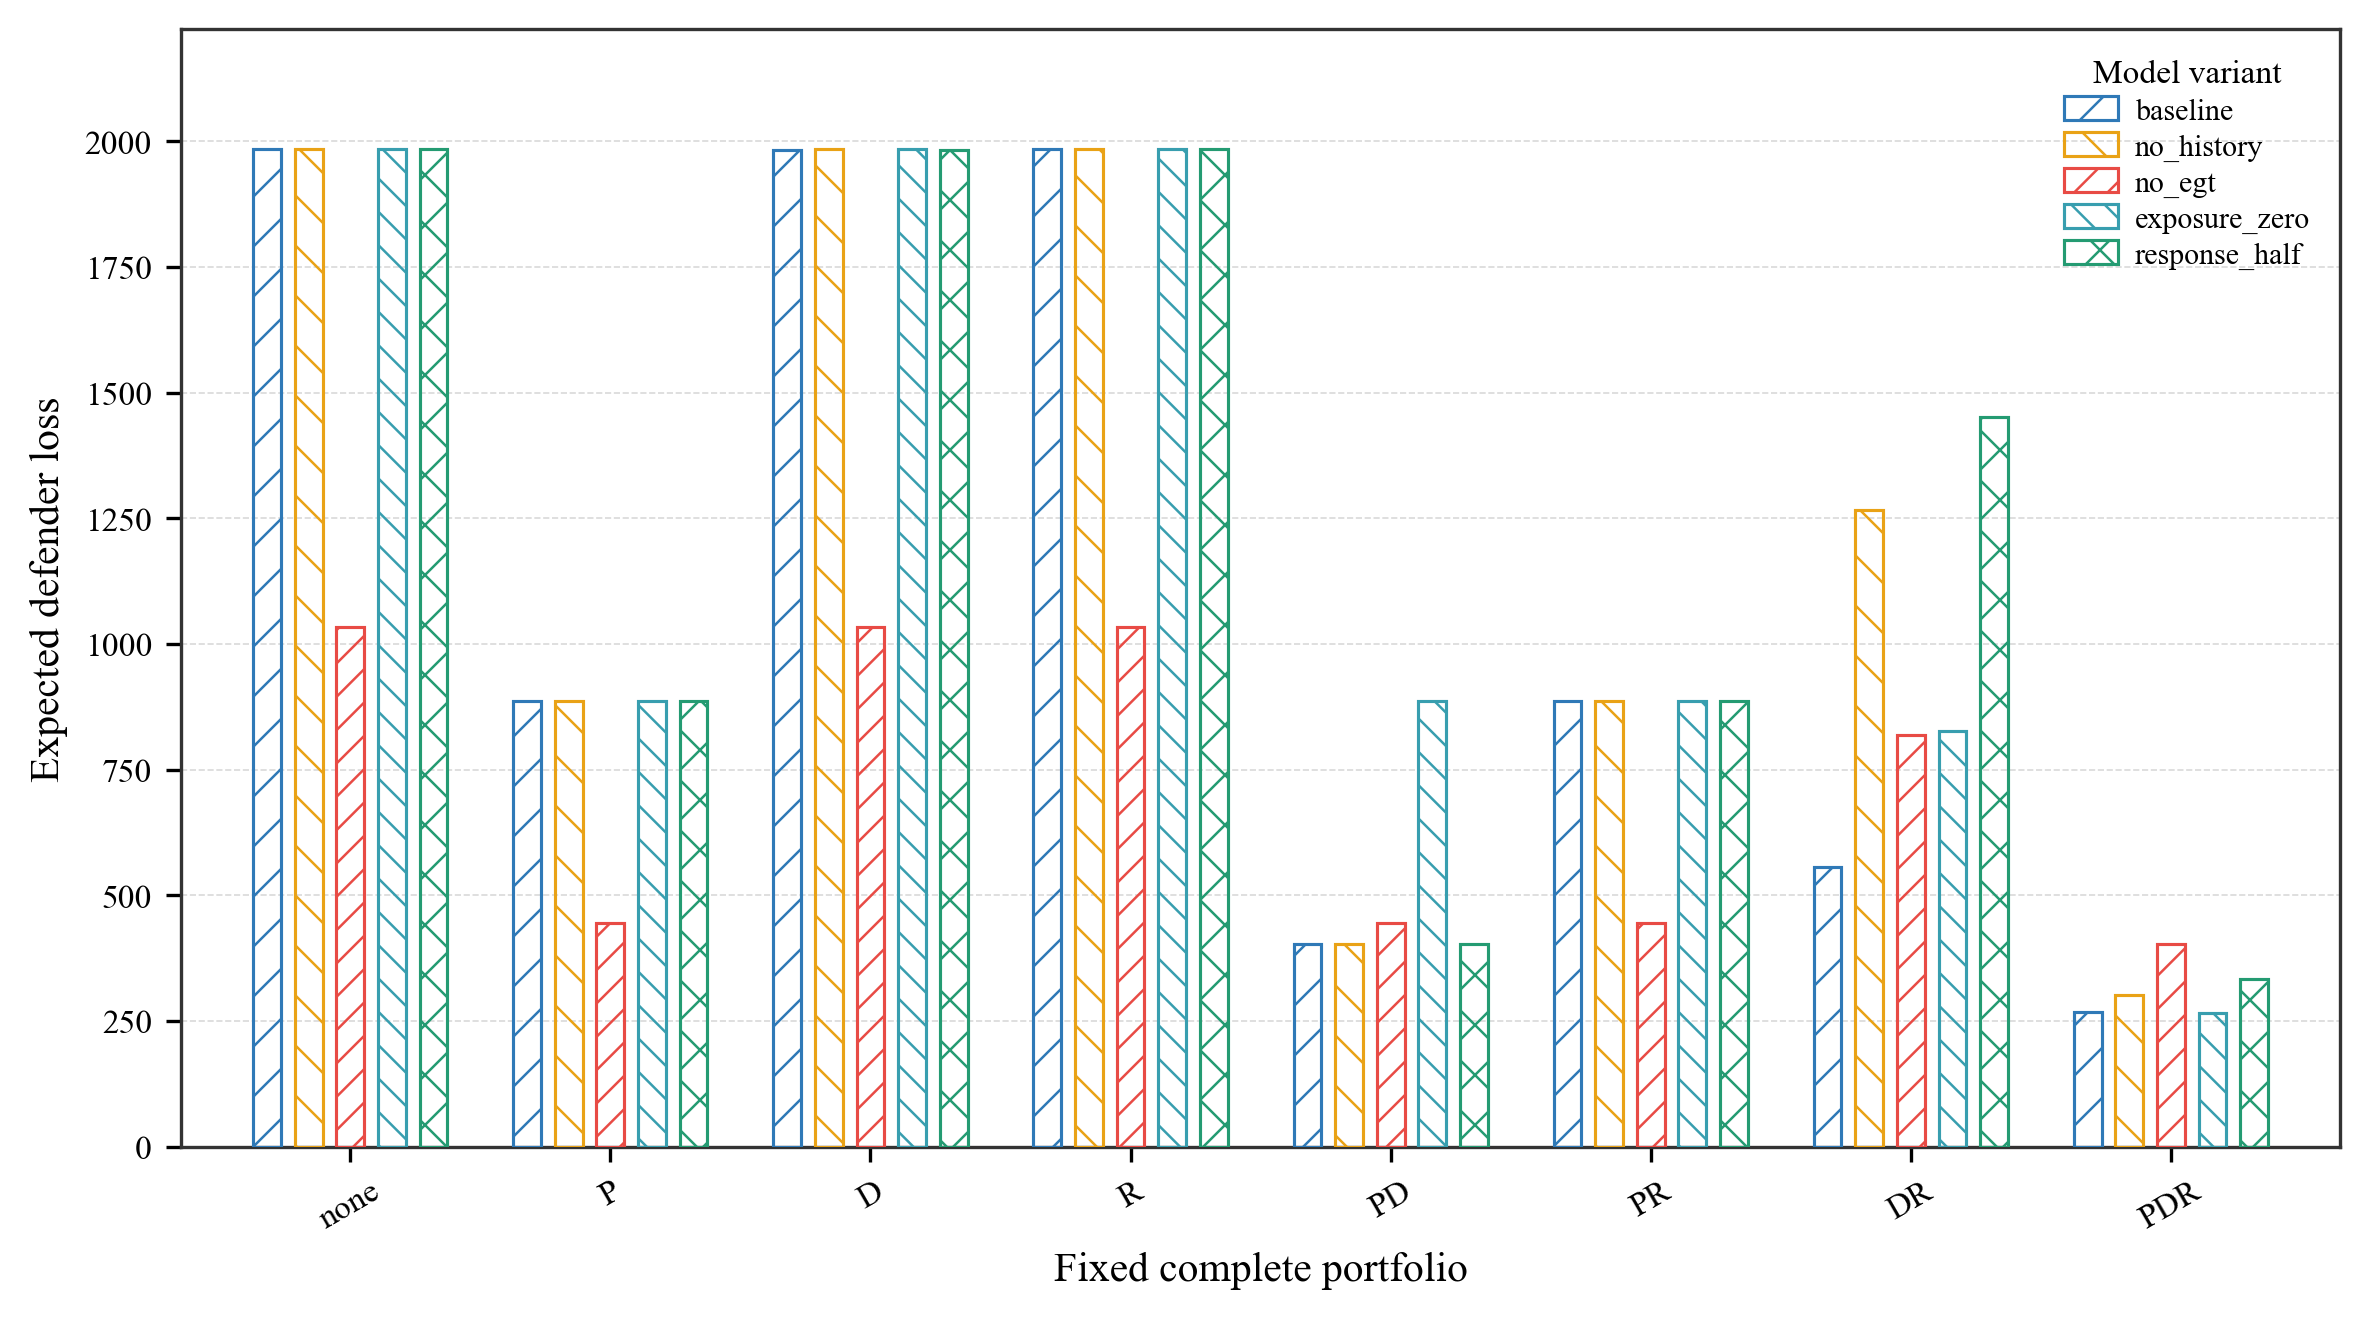 Model variant
baseline
no_history
no_egt
exposure_zero
response_half
Expected defender loss
2000
1750
1500
1250
1000
750
500
250
0
none
P
D
R
PD
PR
DR
PDR
Fixed complete portfolio